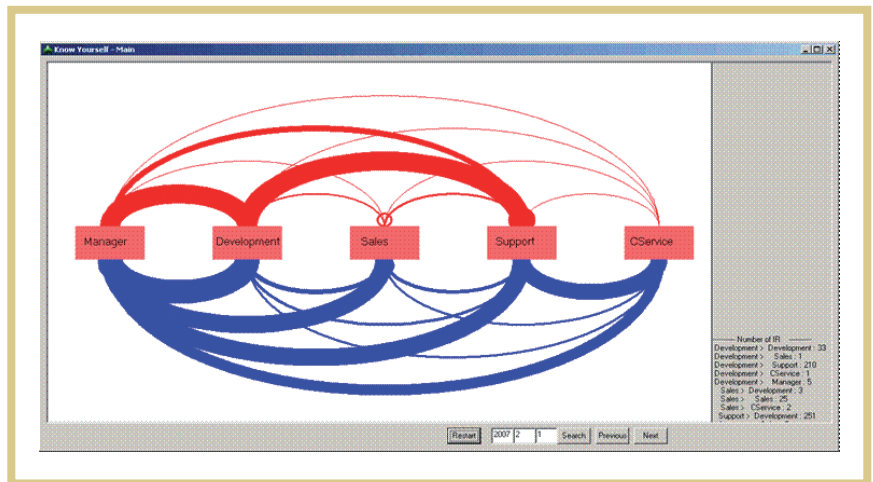 Know Yourself - Main
Manager
Development
Sales
Support
CService
Number of IR
Development > Development : 33
Development > Sales : 1
Development > Support : 210
Development > CService : 1
Development > Manager : 5
Sales > Development : 3
Sales > Sales : 25
Sales > CService : 2
Support > Development : 251
Restart 2007 2 1 Search Previous Next